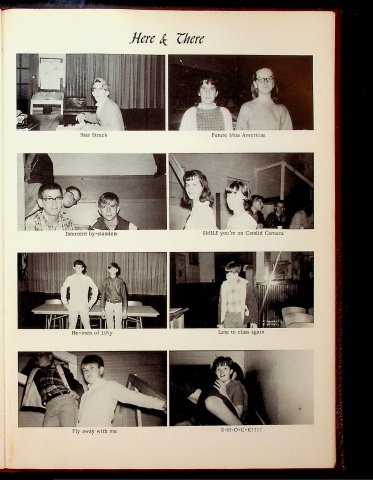 Here & There
Star Struck
Future Miss Americas
Innocent-by-standers
SMILE you're on Candid Camera
He-men of 1975
Late to class again
Fly away with me
S-H-O-C-K!!!!